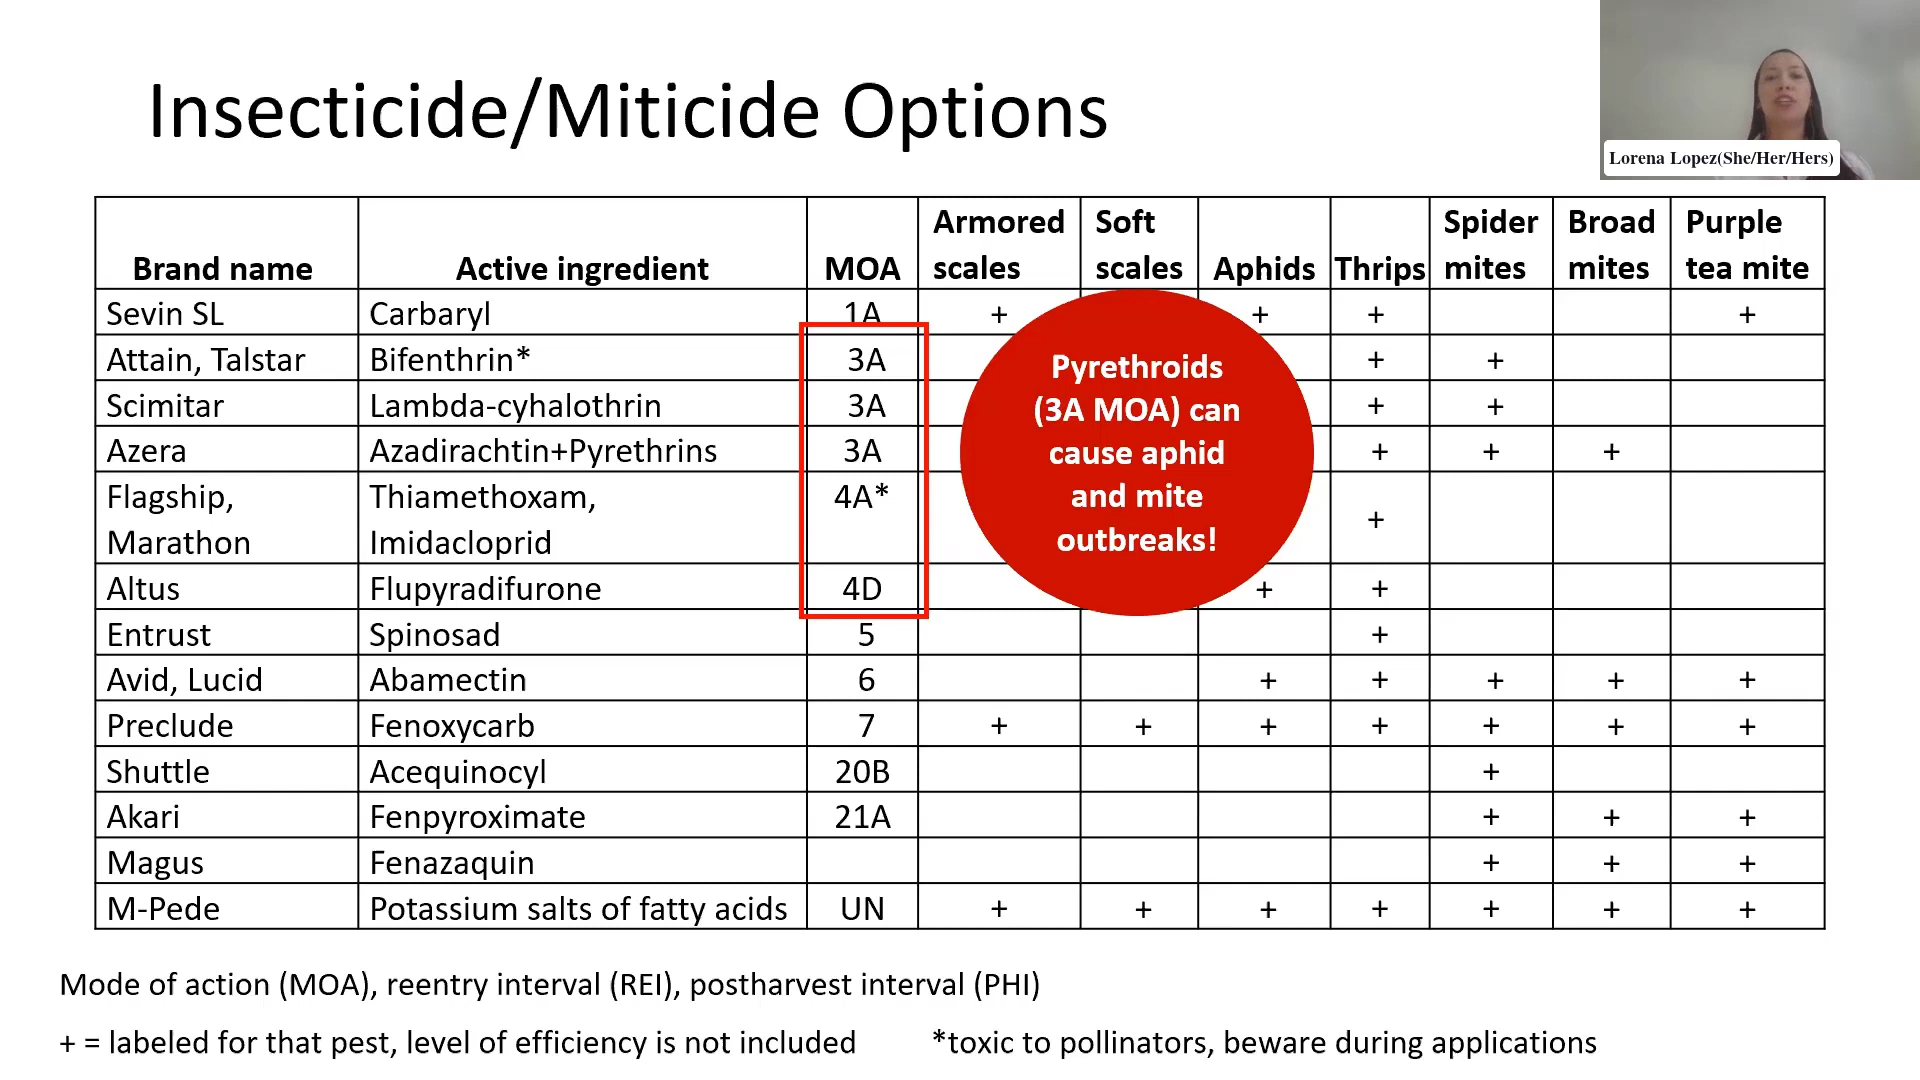 Insecticide/Miticide Options
Lorena Lopez(She/Her/Hers)
Brand name Active ingredient MOA Armored scales Soft scales Aphids Thrips Spider mites Broad mites Purple tea mite
Sevin SL Carbaryl 1A + + + +
Attain, Talstar Bifenthrin* 3A + +
Scimitar Lambda-cyhalothrin 3A + +
Azera Azadirachtin+Pyrethrins 3A + + +
Flagship, Marathon Thiamethoxam, Imidacloprid 4A* +
Altus Flupyradifurone 4D + +
Entrust Spinosad 5 +
Avid, Lucid Abamectin 6 + + + + +
Preclude Fenoxycarb 7 + + + + + + +
Shuttle Acequinocyl 20B +
Akari Fenpyroximate 21A + + +
Magus Fenazaquin + + +
M-Pede Potassium salts of fatty acids UN + + + + + + +
Pyrethroids
(3A MOA) can
cause aphid
and mite
outbreaks!
Mode of action (MOA), reentry interval (REI), postharvest interval (PHI)
+ = labeled for that pest, level of efficiency is not included *toxic to pollinators, beware during applications